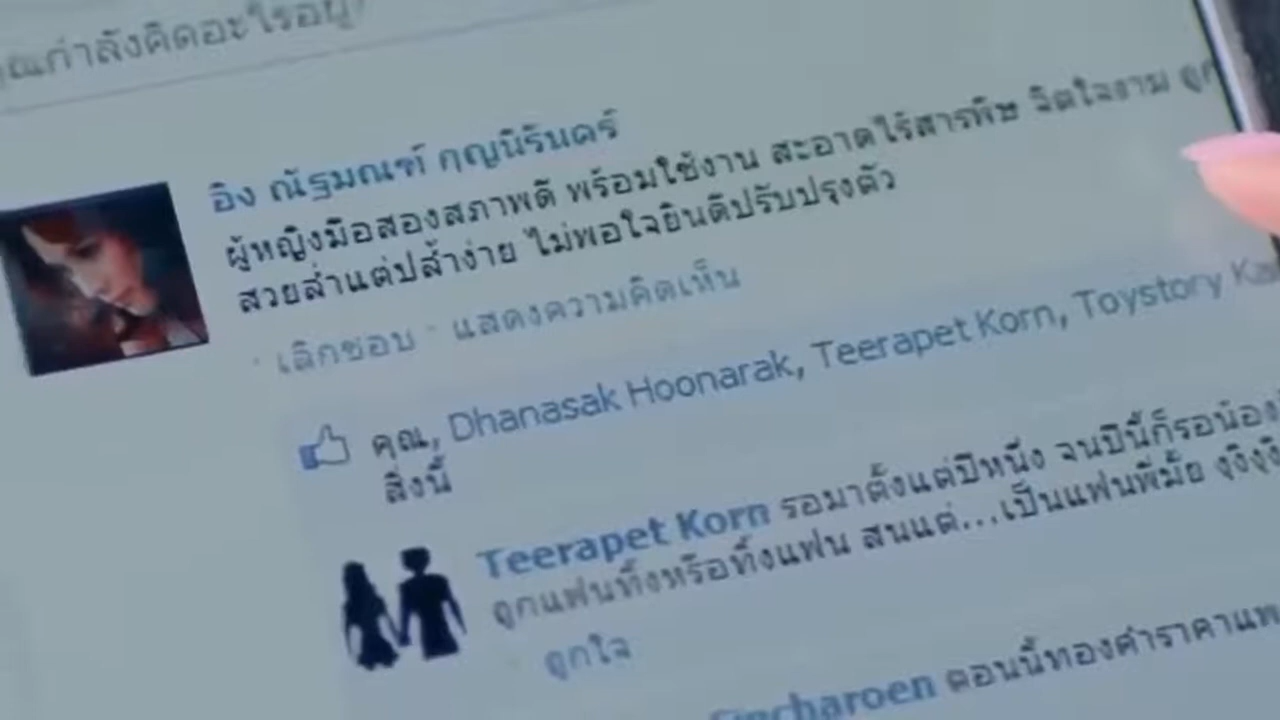 คุณกำลังคิดอะไรอยู่?
อิง ณัฐมณฑ์ กุญนิรันดร์
ผู้หญิงมือสองสภาพดี พร้อมใช้งาน สะอาดไร้สารพิษ จิตใจงาม
สวยล่ำแต่ปล้ำง่าย ไม่พอใจยินดีปรับปรุงตัว
เลิกชอบ · แสดงความคิดเห็น
คุณ, Dhanasak Hoonarak, Teerapet Korn, Toystory
สิ่งนี้
Teerapet Korn รอมาตั้งแต่ปีหนึ่ง จนปีนี้ก็รอน้อง
ถูกแฟนทิ้งหรือทิ้งแฟน สนแต่...เป็นแฟนพี่มั้ย
ถูกใจ
ตอนนี้ทองคำราคา